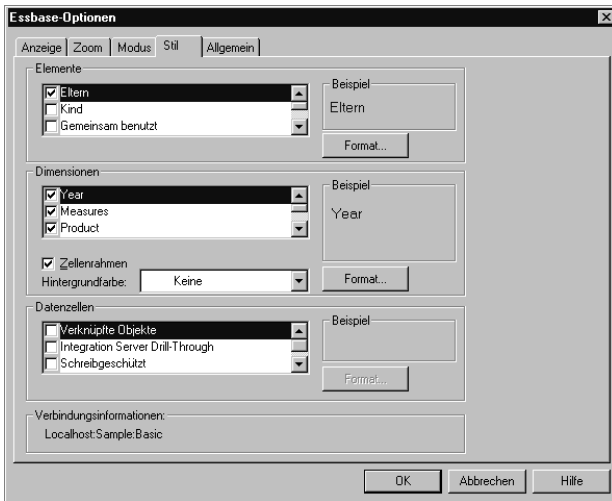 Essbase-Optionen
Anzeige Zoom Modus Stil Allgemein
Elemente
Eltern
Kind
Gemeinsam benutzt
Beispiel
Eltern
Format...
Dimensionen
Year
Measures
Product
Beispiel
Year
Zellenrahmen
Hintergrundfarbe: Keine
Format...
Datenzellen
Verknüpfte Objekte
Integration Server Drill-Through
Schreibgeschützt
Beispiel
Format...
Verbindungsinformationen:
Localhost:Sample:Basic
OK Abbrechen Hilfe